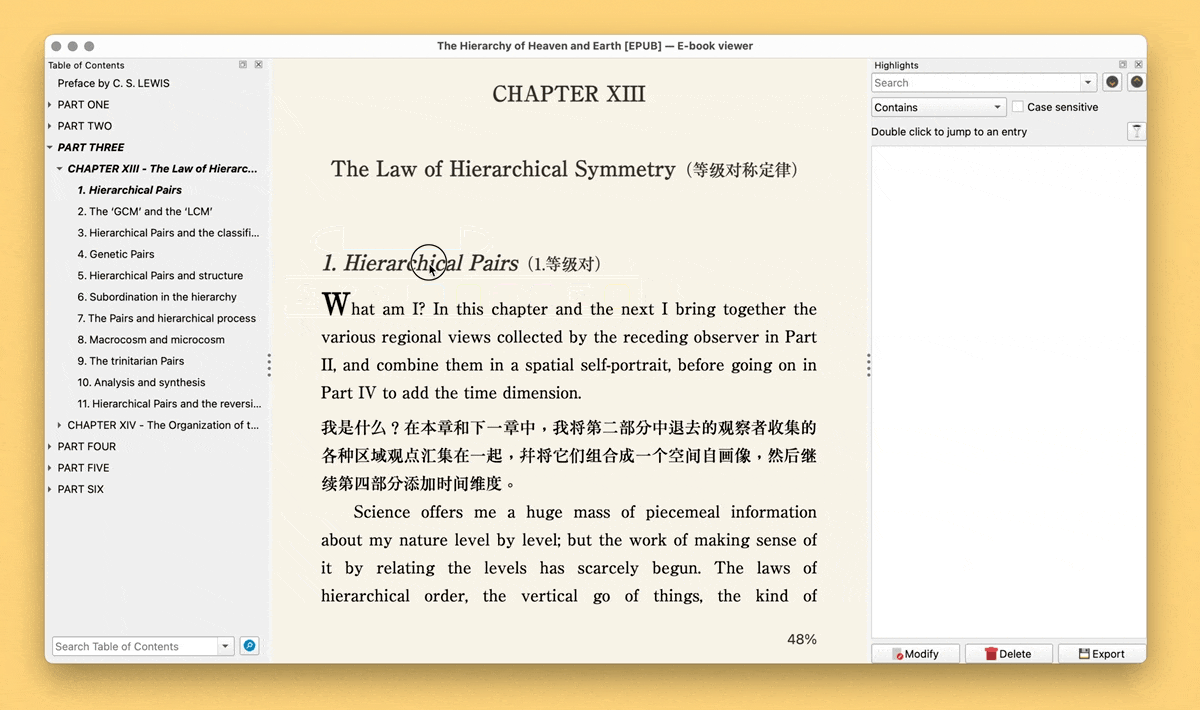 The Hierarchy of Heaven and Earth [EPUB] — E-book viewer
Table of Contents
Preface by C. S. LEWIS
PART ONE
PART TWO
PART THREE
CHAPTER XIII - The Law of Hierarc...
1. Hierarchical Pairs
2. The ‘GCM’ and the ‘LCM’
3. Hierarchical Pairs and the classifi...
4. Genetic Pairs
5. Hierarchical Pairs and structure
6. Subordination in the hierarchy
7. The Pairs and hierarchical process
8. Macrocosm and microcosm
9. The trinitarian Pairs
10. Analysis and synthesis
11. Hierarchical Pairs and the reversi...
CHAPTER XIV - The Organization of t...
PART FOUR
PART FIVE
PART SIX
Search Table of Contents
CHAPTER XIII
The Law of Hierarchical Symmetry（等级对称定律）
1. Hierarchical Pairs（1.等级对）
What am I? In this chapter and the next I bring together the
various regional views collected by the receding observer in Part
II, and combine them in a spatial self-portrait, before going on in
Part IV to add the time dimension.
我是什么？在本章和下一章中，我将第二部分中退去的观察者收集的
各种区域观点汇集在一起，并将它们组合成一个空间自画像，然后继
续第四部分添加时间维度。
Science offers me a huge mass of piecemeal information
about my nature level by level; but the work of making sense of
it by relating the levels has scarcely begun. The laws of
hierarchical order, the vertical go of things, the kind of
48%
Highlights
Search
Contains
Case sensitive
Double click to jump to an entry
Modify
Delete
Export